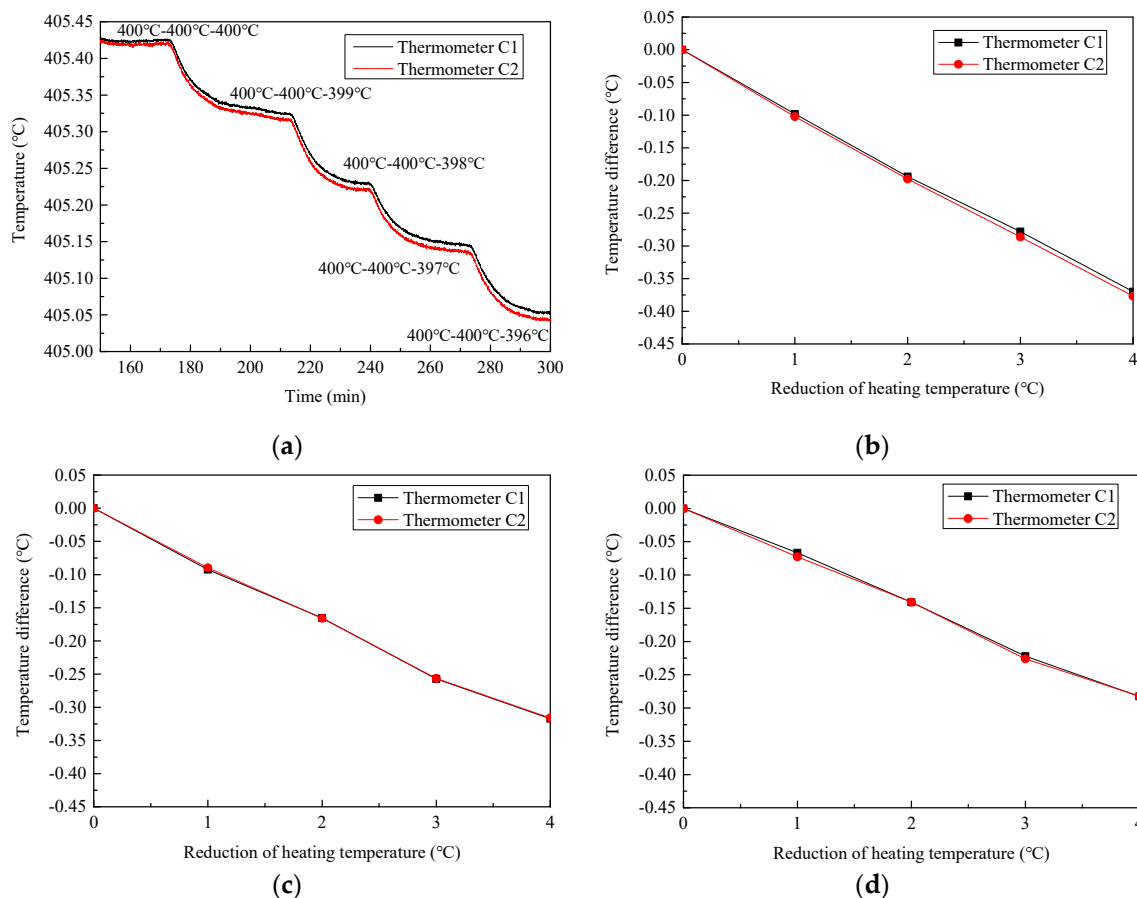 405.45
405.40
405.35
405.30
405.25
405.20
405.15
405.10
405.05
405.00
Temperature (℃)
400℃-400℃-400℃
400℃-400℃-399℃
400℃-400℃-398℃
400℃-400℃-397℃
400℃-400℃-396℃
Thermometer C1
Thermometer C2
160 180 200 220 240 260 280 300
Time (min)
(a)
0.05
0.00
-0.05
-0.10
-0.15
-0.20
-0.25
-0.30
-0.35
-0.40
-0.45
Temperature difference (℃)
Thermometer C1
Thermometer C2
0 1 2 3 4
Reduction of heating temperature (℃)
(b)
0.05
0.00
-0.05
-0.10
-0.15
-0.20
-0.25
-0.30
-0.35
-0.40
-0.45
Temperature difference (℃)
Thermometer C1
Thermometer C2
0 1 2 3 4
Reduction of heating temperature (℃)
(c)
0.05
0.00
-0.05
-0.10
-0.15
-0.20
-0.25
-0.30
-0.35
-0.40
-0.45
Temperature difference (℃)
Thermometer C1
Thermometer C2
0 1 2 3 4
Reduction of heating temperature (℃)
(d)